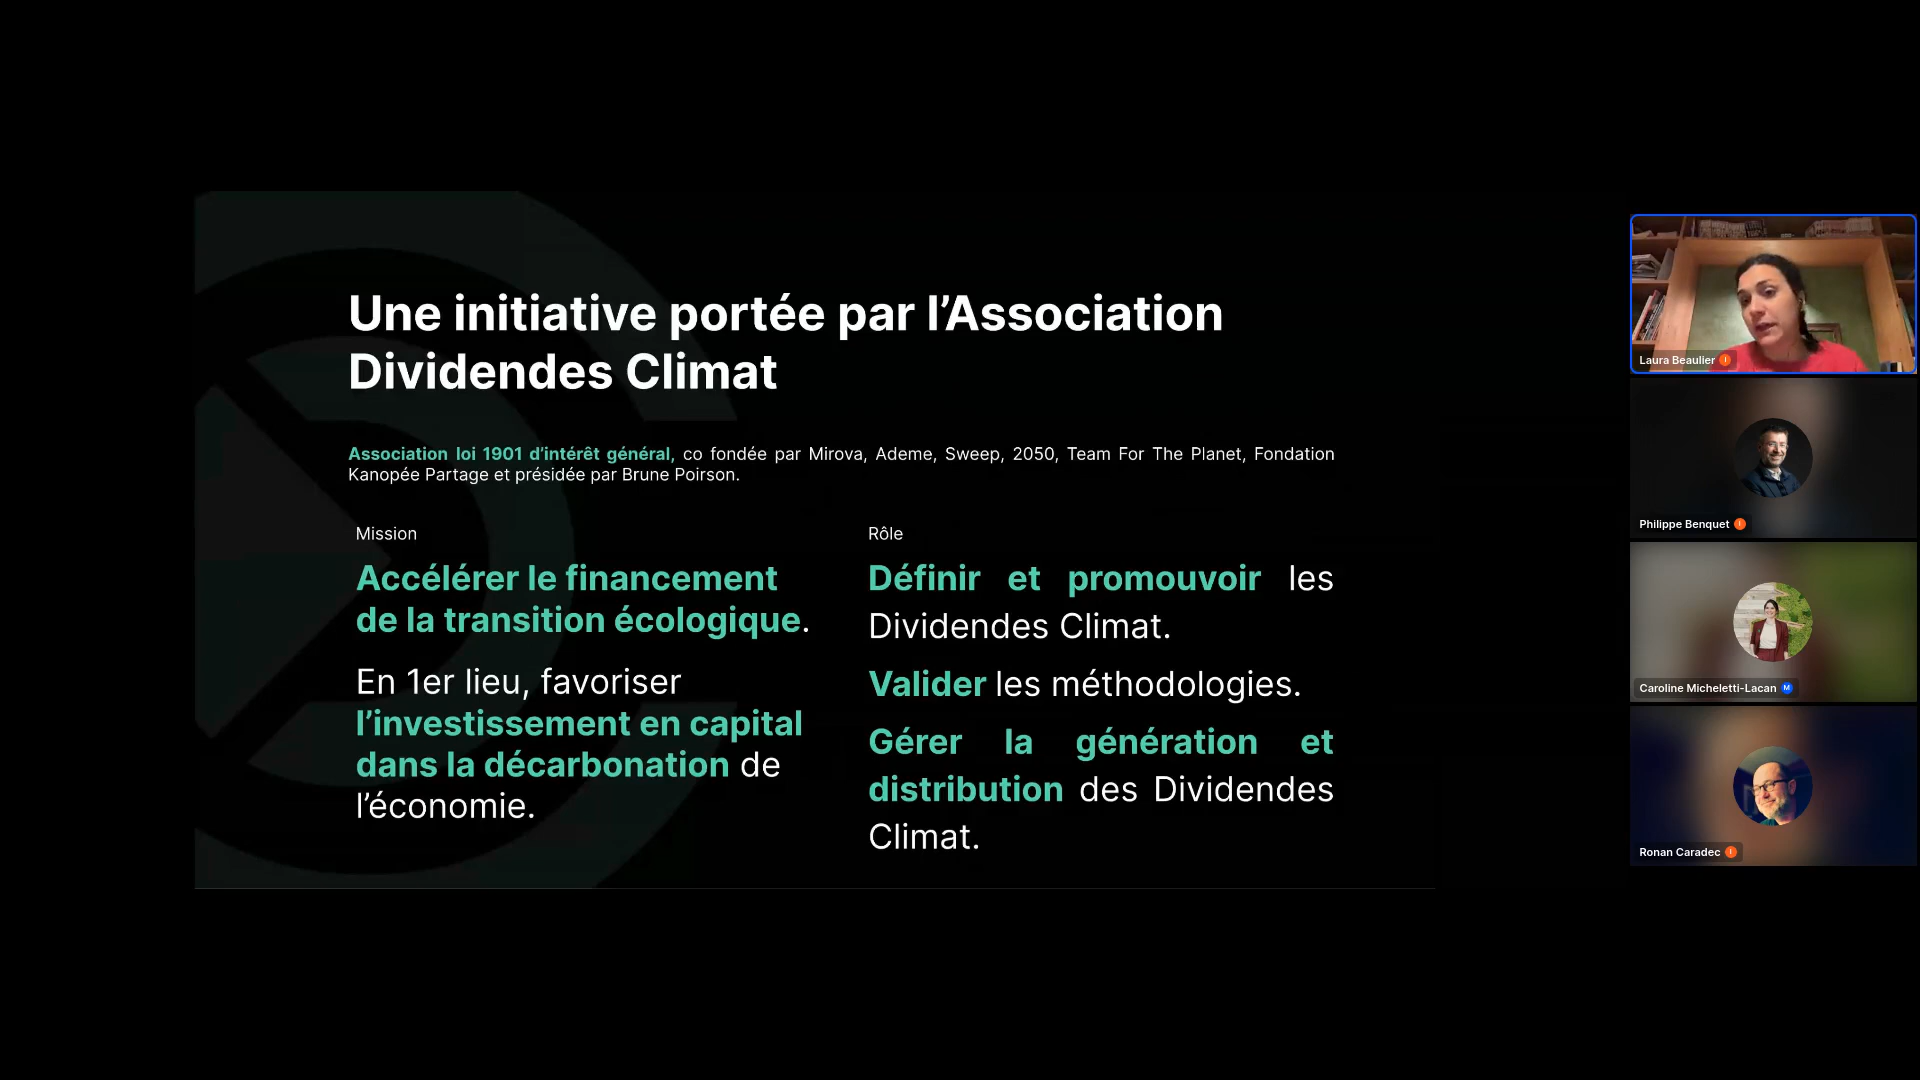 Une initiative portée par l’Association
Dividendes Climat
Association loi 1901 d’intérêt général, co fondée par Mirova, Ademe, Sweep, 2050, Team For The Planet, Fondation
Kanopée Partage et présidée par Brune Poirson.
Mission
Accélérer le financement
de la transition écologique.
En 1er lieu, favoriser
l’investissement en capital
dans la décarbonation de
l’économie.
Rôle
Définir et promouvoir les
Dividendes Climat.
Valider les méthodologies.
Gérer la génération et
distribution des Dividendes
Climat.
Laura Beaulier I
Philippe Benquet I
Caroline Micheletti-Lacan M
Ronan Caradec I